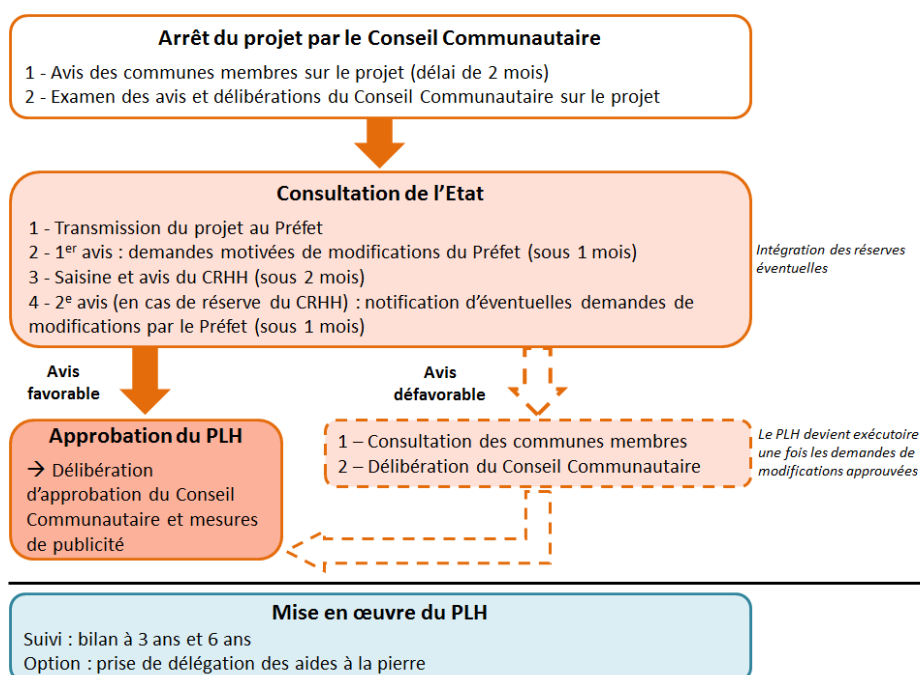 Arrêt du projet par le Conseil Communautaire
1 - Avis des communes membres sur le projet (délai de 2 mois)
2 - Examen des avis et délibérations du Conseil Communautaire sur le projet
Consultation de l'Etat
1 - Transmission du projet au Préfet
2 - 1er avis : demandes motivées de modifications du Préfet (sous 1 mois)
3 - Saisine et avis du CRHH (sous 2 mois)
4 - 2e avis (en cas de réserve du CRHH) : notification d'éventuelles demandes de
modifications par le Préfet (sous 1 mois)
Intégration des réserves
éventuelles
Avis
favorable
Avis
défavorable
Approbation du PLH
→ Délibération
d'approbation du Conseil
Communautaire et mesures
de publicité
1 – Consultation des communes membres
2 – Délibération du Conseil Communautaire
Le PLH devient exécutoire
une fois les demandes de
modifications approuvées
Mise en œuvre du PLH
Suivi : bilan à 3 ans et 6 ans
Option : prise de délégation des aides à la pierre